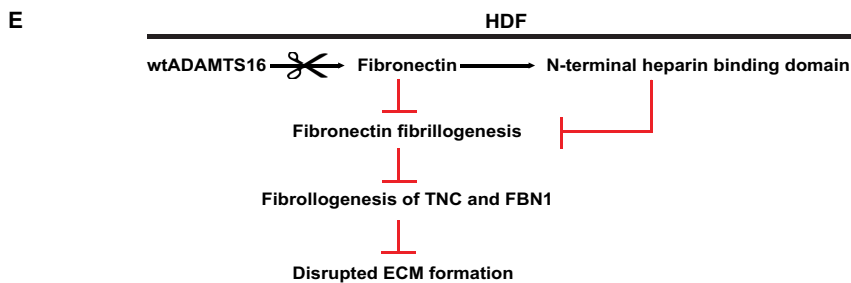 E
HDF
wtADAMTS16 Fibronectin N-terminal heparin binding domain
Fibronectin fibrillogenesis
Fibrollogenesis of TNC and FBN1
Disrupted ECM formation